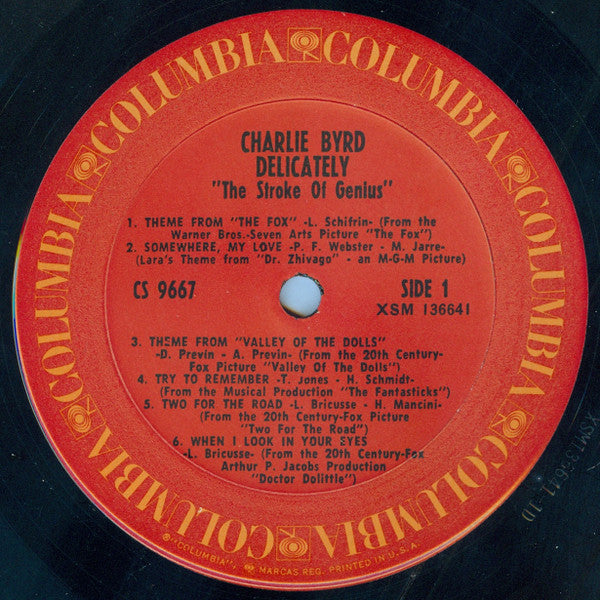 COLUMBIA COLUMBIA COLUMBIA COLUMBIA COLUMBIA COLUMBIA
CHARLIE BYRD
DELICATELY
"The Stroke Of Genius"
1. THEME FROM "THE FOX" -L. Schifrin- (From the
Warner Bros.-Seven Arts Picture "The Fox")
2. SOMEWHERE, MY LOVE -P. F. Webster - M. Jarre-
(Lara's Theme from "Dr. Zhivago" - an M-G-M Picture)
CS 9667
SIDE 1
XSM 136641
3. THEME FROM "VALLEY OF THE DOLLS"
-D. Previn - A. Previn- (From the 20th Century-
Fox Picture "Valley Of The Dolls")
4. TRY TO REMEMBER -T. Jones - H. Schmidt-
(From the Musical Production "The Fantasticks")
5. TWO FOR THE ROAD -L. Bricusse - H. Mancini-
(From the 20th Century-Fox Picture
"Two For The Road")
6. WHEN I LOOK IN YOUR EYES
-L. Bricusse- (From the 20th Century-Fox
Arthur P. Jacobs Production
"Doctor Dolittle")
® "COLUMBIA", MARCAS REG. PRINTED IN U.S.A.
XSM 136641-1D